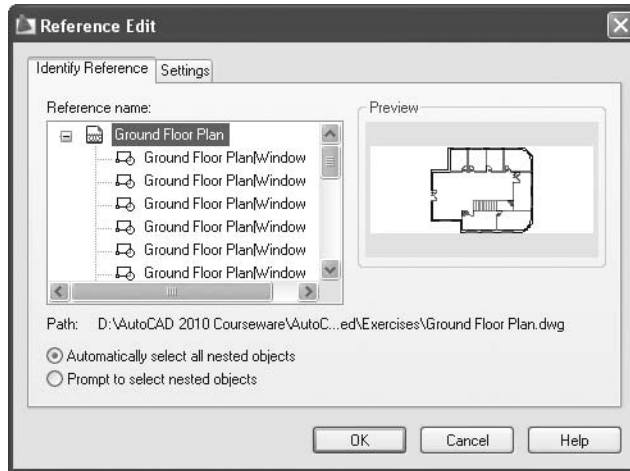 Reference Edit
Identify Reference
Settings
Reference name:
Ground Floor Plan
Ground Floor Plan|Window
Ground Floor Plan|Window
Ground Floor Plan|Window
Ground Floor Plan|Window
Ground Floor Plan|Window
Ground Floor Plan|Window
Preview
Path: D:\AutoCAD 2010 Courseware\AutoC...ed\Exercises\Ground Floor Plan.dwg
Automatically select all nested objects
Prompt to select nested objects
OK
Cancel
Help